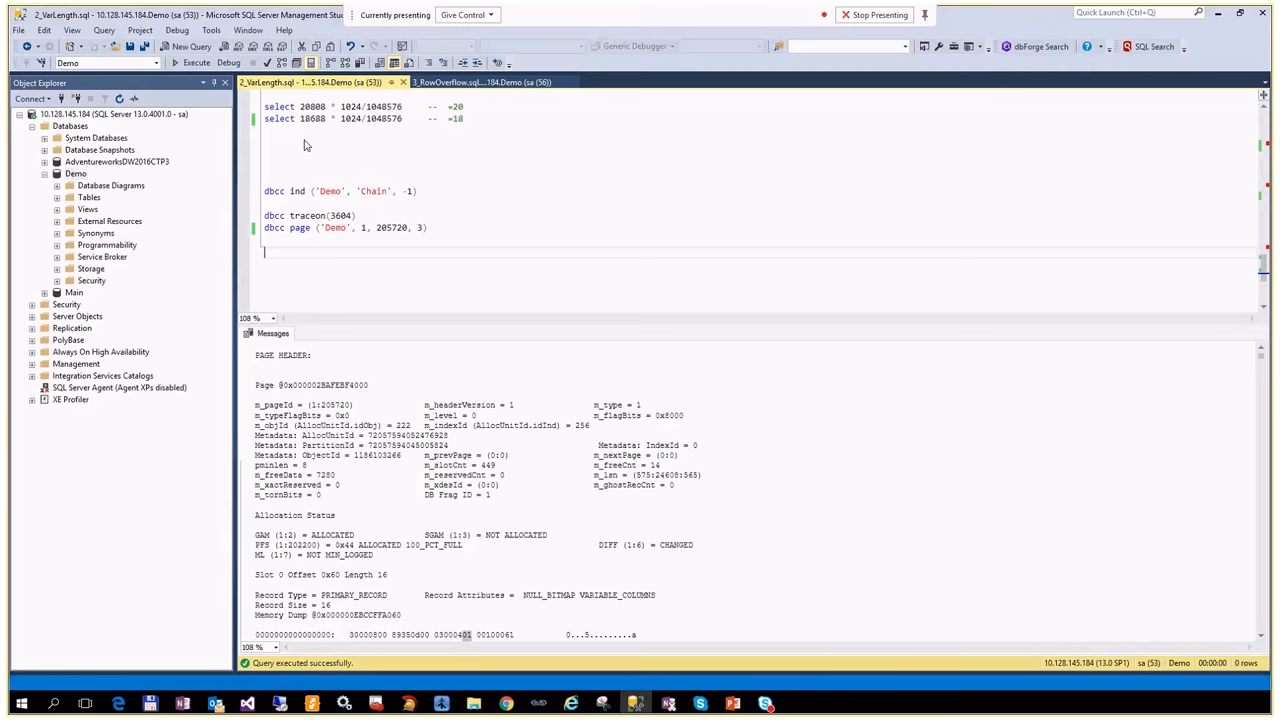 2_VarLength.sql - 10.128.145.184.Demo (sa (53)) - Microsoft SQL Server Management Stu
Currently presenting
Give Control
Stop Presenting
Quick Launch (Ctrl+Q)
File
Edit
View
Query
Project
Debug
Tools
Window
Help
New Query
Generic Debugger
dbForge Search
SQL Search
Demo
Execute
Debug
Object Explorer
2_VarLength.sql - 1...5.184.Demo (sa (53))
3_RowOverflow.sql....184.Demo (sa (56))
Connect
10.128.145.184 (SQL Server 13.0.4001.0 - sa)
Databases
System Databases
Database Snapshots
AdventureworksDW2016CTP3
Demo
Database Diagrams
Tables
Views
External Resources
Synonyms
Programmability
Service Broker
Storage
Security
Main
Security
Server Objects
Replication
PolyBase
Always On High Availability
Management
Integration Services Catalogs
SQL Server Agent (Agent XPs disabled)
XE Profiler
select 20808 * 1024/1048576 -- =20
select 18688 * 1024/1048576 -- =18
dbcc ind ('Demo', 'Chain', -1)
dbcc traceon(3604)
dbcc page ('Demo', 1, 205720, 3)
108 %
Messages
PAGE HEADER:
Page @0x000002BAFEBF4000
m_pageId = (1:205720) m_headerVersion = 1 m_type = 1
m_typeFlagBits = 0x0 m_level = 0 m_flagBits = 0x8000
m_objId (AllocUnitId.idObj) = 222 m_indexId (AllocUnitId.idInd) = 256
Metadata: AllocUnitId = 72057594052476928
Metadata: PartitionId = 72057594045005824 Metadata: IndexId = 0
Metadata: ObjectId = 1186103266 m_prevPage = (0:0) m_nextPage = (0:0)
pminlen = 8 m_slotCnt = 449 m_freeCnt = 14
m_freeData = 7280 m_reservedCnt = 0 m_lsn = (575:24608:565)
m_xactReserved = 0 m_xdesId = (0:0) m_ghostRecCnt = 0
m_tornBits = 0 DB Frag ID = 1
Allocation Status
GAM (1:2) = ALLOCATED SGAM (1:3) = NOT ALLOCATED
PFS (1:202200) = 0x44 ALLOCATED 100_PCT_FULL DIFF (1:6) = CHANGED
ML (1:7) = NOT MIN_LOGGED
Slot 0 Offset 0x60 Length 16
Record Type = PRIMARY_RECORD Record Attributes = NULL_BITMAP VARIABLE_COLUMNS
Record Size = 16
Memory Dump @0x000000EBCCFFA060
0000000000000000: 30000800 89350d00 03000401 00100061 0...5.........a
108 %
Query executed successfully.
10.128.145.184 (13.0 SP1)
sa (53)
Demo
00:00:00
0 rows